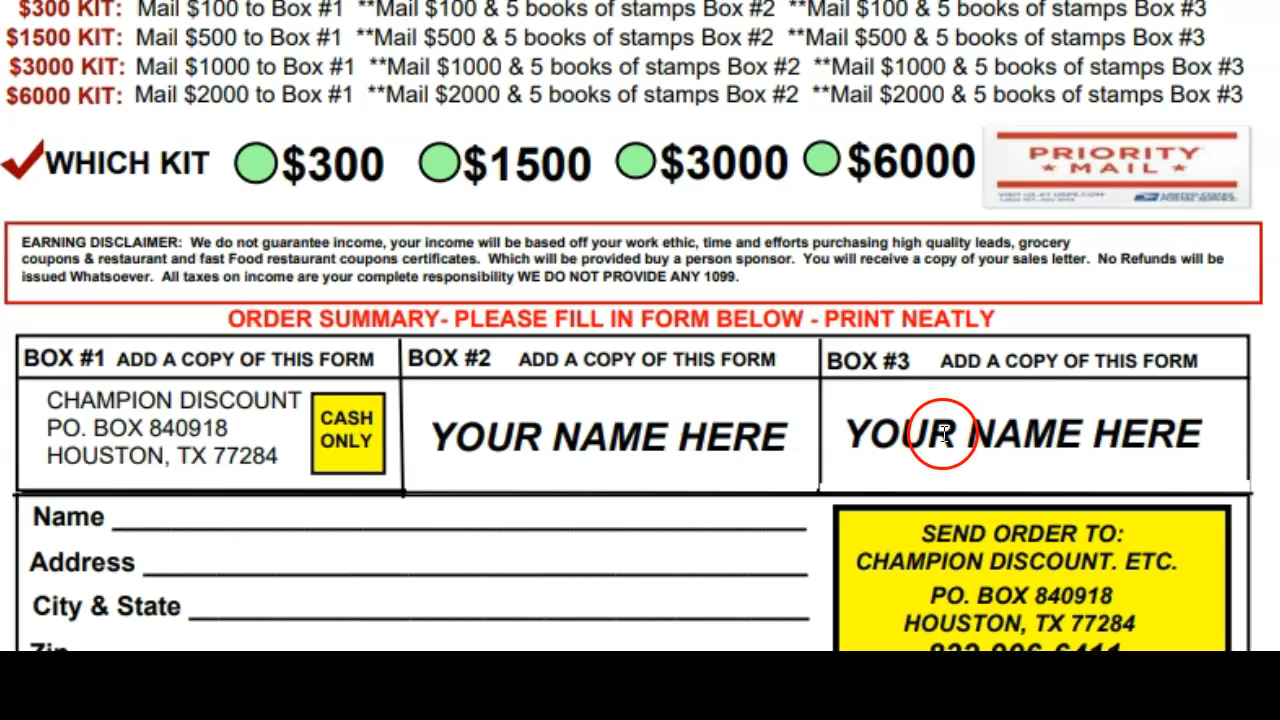 $300 KIT: Mail $100 to Box #1 **Mail $100 & 5 books of stamps Box #2 **Mail $100 & 5 books of stamps Box #3
$1500 KIT: Mail $500 to Box #1 **Mail $500 & 5 books of stamps Box #2 **Mail $500 & 5 books of stamps Box #3
$3000 KIT: Mail $1000 to Box #1 **Mail $1000 & 5 books of stamps Box #2 **Mail $1000 & 5 books of stamps Box #3
$6000 KIT: Mail $2000 to Box #1 **Mail $2000 & 5 books of stamps Box #2 **Mail $2000 & 5 books of stamps Box #3
WHICH KIT $300 $1500 $3000 $6000
PRIORITY
MAIL
VISIT US AT USPS.COM
UNITED STATES
POSTAL SERVICE
EARNING DISCLAIMER: We do not guarantee income, your income will be based off your work ethic, time and efforts purchasing high quality leads, grocery
coupons & restaurant and fast Food restaurant coupons certificates. Which will be provided buy a person sponsor. You will receive a copy of your sales letter. No Refunds will be
issued Whatsoever. All taxes on income are your complete responsibility WE DO NOT PROVIDE ANY 1099.
ORDER SUMMARY- PLEASE FILL IN FORM BELOW - PRINT NEATLY
BOX #1 ADD A COPY OF THIS FORM
CHAMPION DISCOUNT
PO. BOX 840918
HOUSTON, TX 77284
CASH
ONLY
BOX #2 ADD A COPY OF THIS FORM
YOUR NAME HERE
BOX #3 ADD A COPY OF THIS FORM
YOUR NAME HERE
Name
Address
City & State
Zip
SEND ORDER TO:
CHAMPION DISCOUNT. ETC.
PO. BOX 840918
HOUSTON, TX 77284